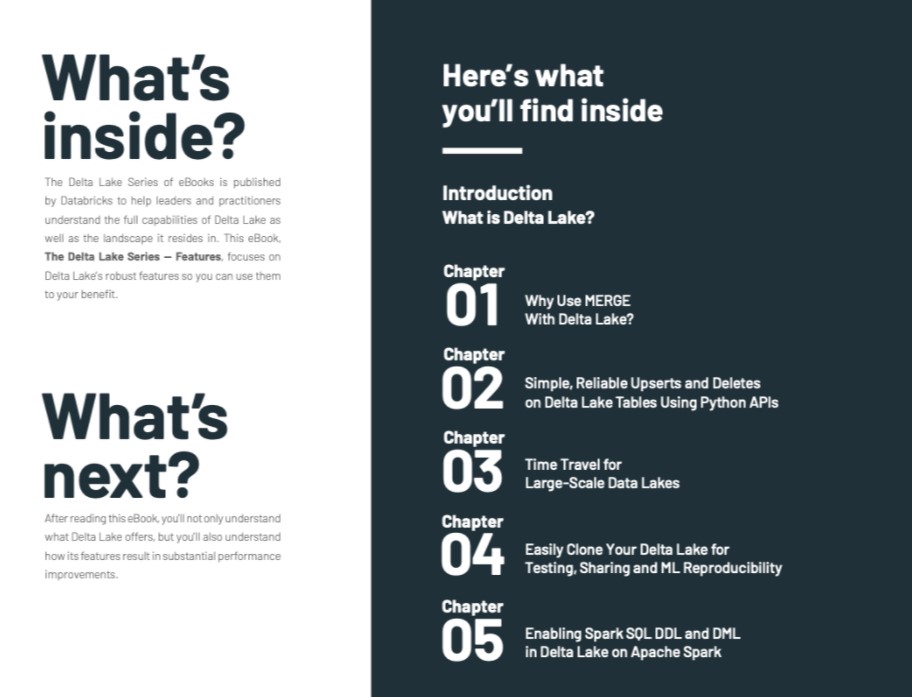 What’s
inside?
The Delta Lake Series of eBooks is published
by Databricks to help leaders and practitioners
understand the full capabilities of Delta Lake as
well as the landscape it resides in. This eBook,
The Delta Lake Series — Features, focuses on
Delta Lake’s robust features so you can use them
to your benefit.
What’s
next?
After reading this eBook, you’ll not only understand
what Delta Lake offers, but you’ll also understand
how its features result in substantial performance
improvements.
Here’s what
you’ll find inside
Introduction
What is Delta Lake?
Chapter
01
Why Use MERGE
With Delta Lake?
Chapter
02
Simple, Reliable Upserts and Deletes
on Delta Lake Tables Using Python APIs
Chapter
03
Time Travel for
Large-Scale Data Lakes
Chapter
04
Easily Clone Your Delta Lake for
Testing, Sharing and ML Reproducibility
Chapter
05
Enabling Spark SQL DDL and DML
in Delta Lake on Apache Spark